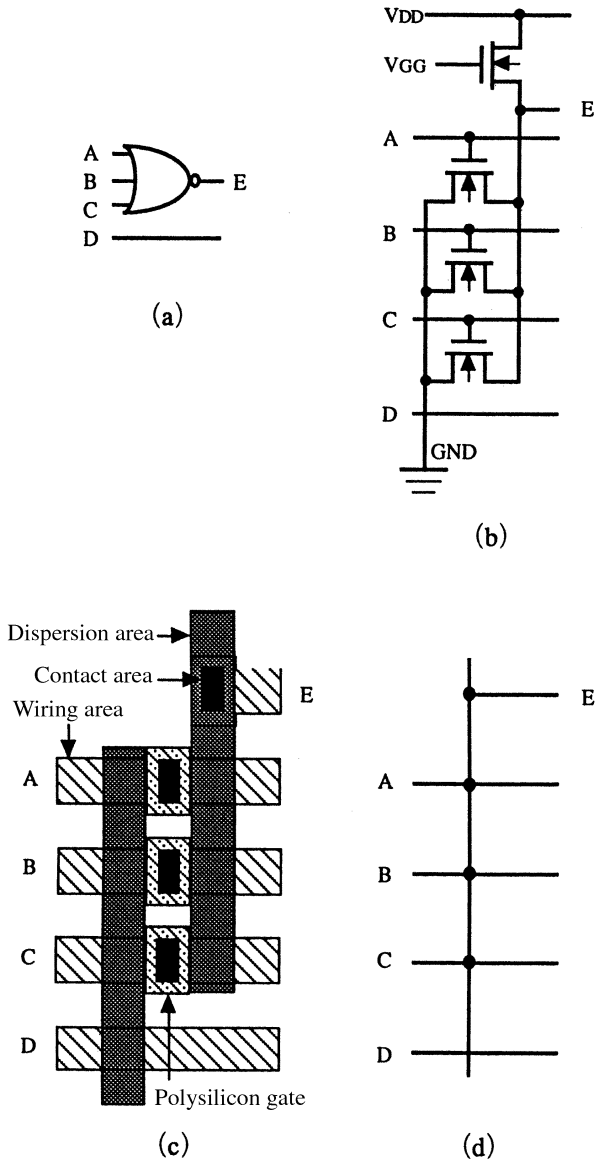 A
B
C
D
E
(a)
VDD
VGG
E
A
B
C
D
GND
(b)
Dispersion area
Contact area
Wiring area
E
A
B
C
D
Polysilicon gate
(c)
E
A
B
C
D
(d)